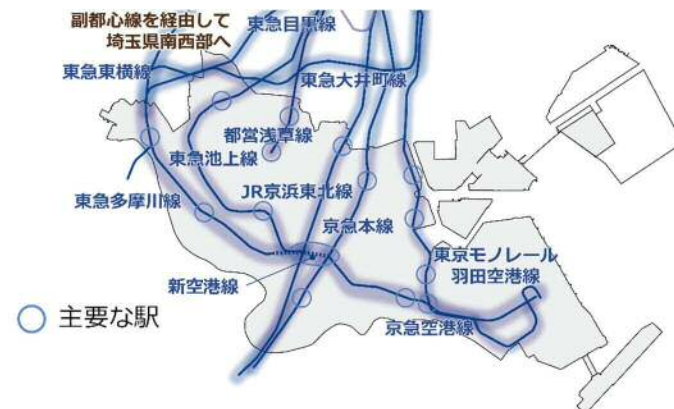 副都心線を経由して
埼玉県南西部へ
東急目黒線
東急東横線
東急大井町線
都営浅草線
東急池上線
JR京浜東北線
東急多摩川線
京急本線
東京モノレール
羽田空港線
新空港線
京急空港線
主要な駅